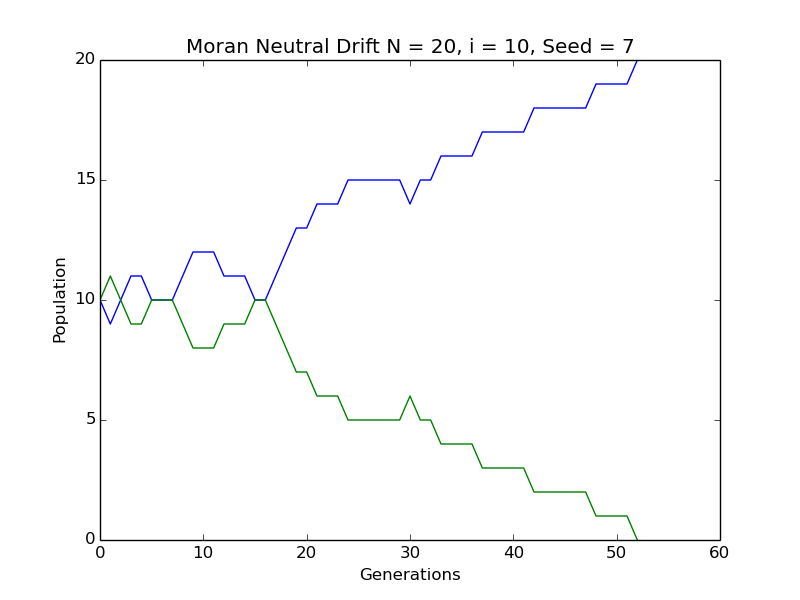 Moran Neutral Drift N = 20, i = 10, Seed = 7
20
15
10
5
0
Population
0 10 20 30 40 50 60
Generations